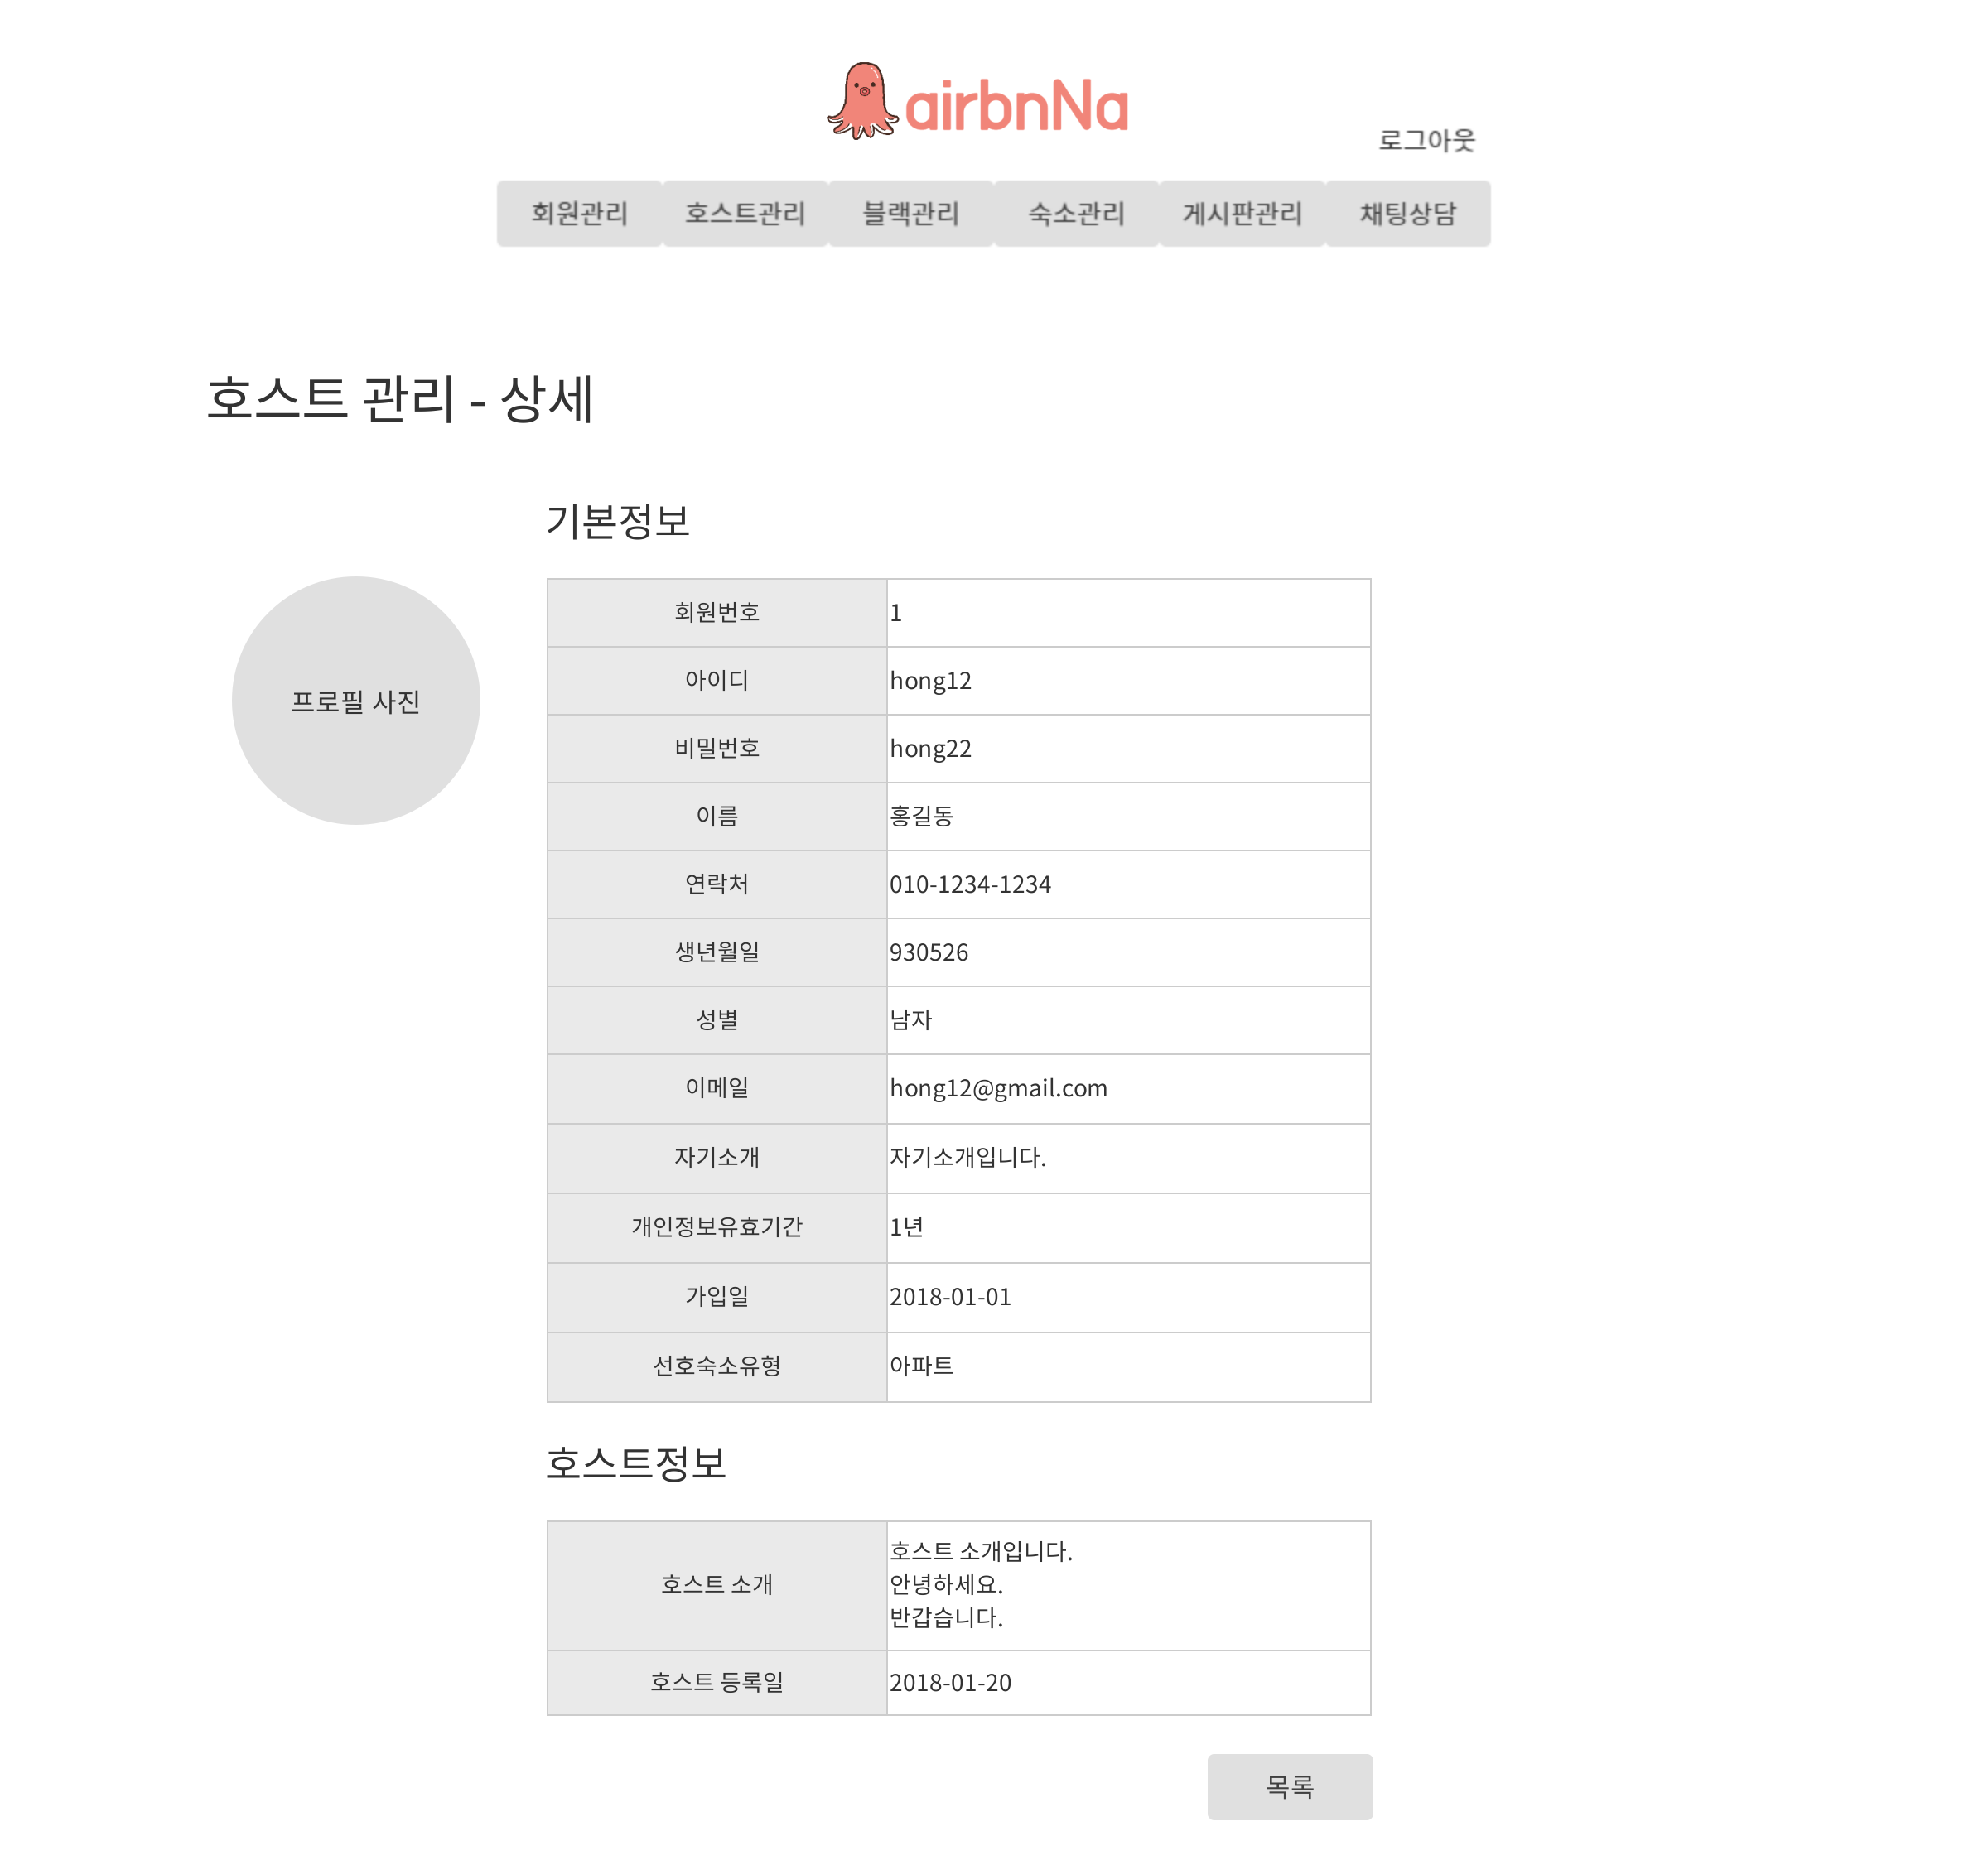 airbnNa
로그아웃
회원관리 호스트관리 블랙관리 숙소관리 게시판관리 채팅상담
호스트 관리 - 상세
기본정보
프로필 사진
회원번호 1
아이디 hong12
비밀번호 hong22
이름 홍길동
연락처 010-1234-1234
생년월일 930526
성별 남자
이메일 hong12@gmail.com
자기소개 자기소개입니다.
개인정보유효기간 1년
가입일 2018-01-01
선호숙소유형 아파트
호스트정보
호스트 소개 호스트 소개입니다.
안녕하세요.
반갑습니다.
호스트 등록일 2018-01-20
목록